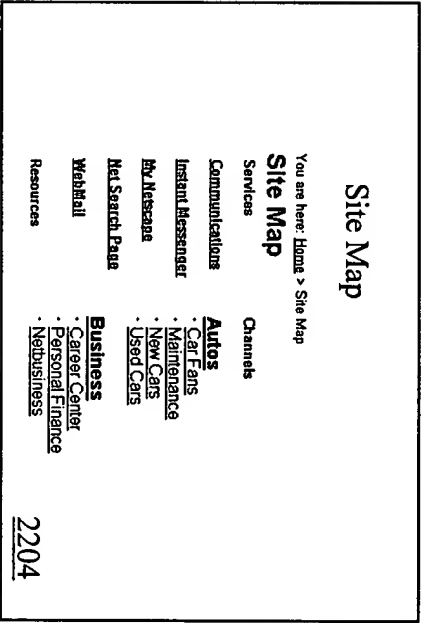 Site Map
You are here: Home > Site Map
Site Map
Services
Channels
Communications
Instant Messenger
My Netscape
Net Search Page
WebMail
Resources
Autos
· Car Fans
· Maintenance
· New Cars
· Used Cars
Business
· Career Center
· Personal Finance
· Netbusiness
2204